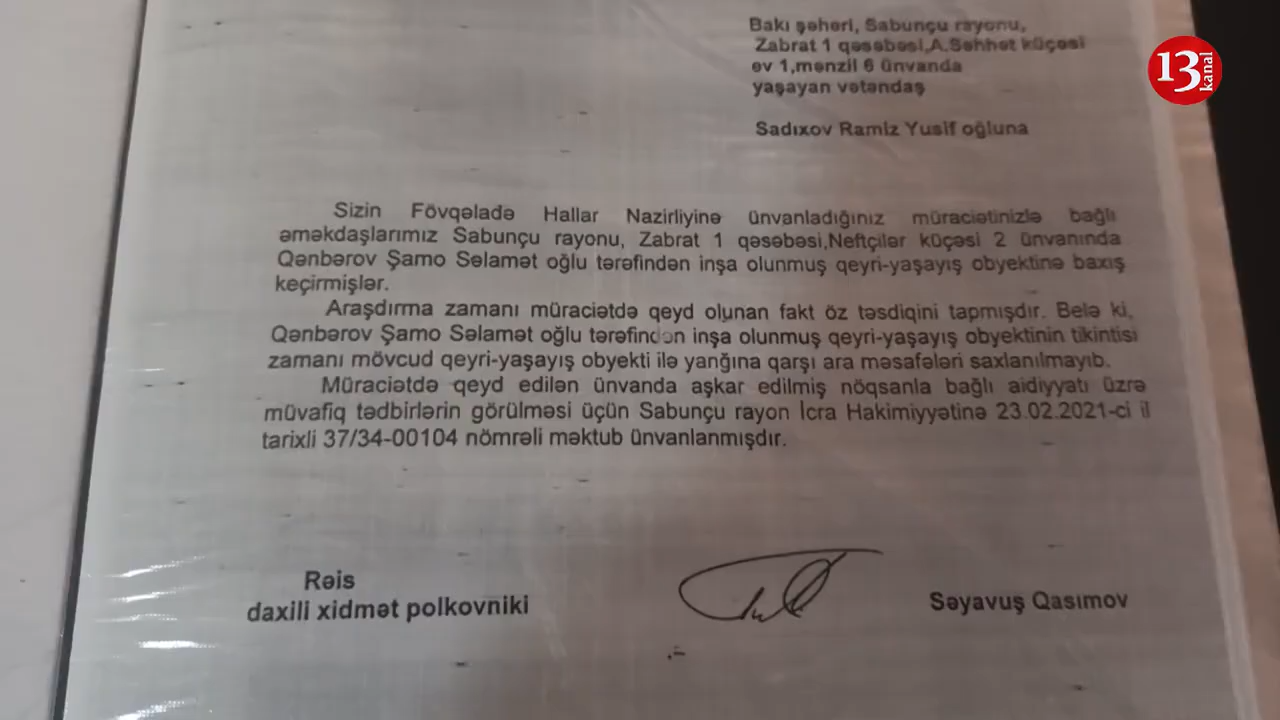 Bakı şəhəri, Sabunçu rayonu,
Zabrat 1 qəsəbəsi,A.Səhhət küçəsi
ev 1,mənzil 6 ünvanda
yaşayan vətəndaş
Sadıxov Ramiz Yusif oğluna
13 kanal
Sizin Fövqəladə Hallar Nazirliyinə ünvanladığınız müraciətinizlə bağlı
əməkdaşlarımız Sabunçu rayonu, Zabrat 1 qəsəbəsi,Neftçilər küçəsi 2 ünvanında
Qənbərov Şamo Səlamət oğlu tərəfindən inşa olunmuş qeyri-yaşayış obyektinə baxış
keçirmişlər.
Araşdırma zamanı müraciətdə qeyd olunan fakt öz təsdiqini tapmışdır. Belə ki,
Qənbərov Şamo Səlamət oğlu tərəfindən inşa olunmuş qeyri-yaşayış obyektinin tikintisi
zamanı mövcud qeyri-yaşayış obyekti ilə yanğına qarşı ara məsafələri saxlanılmayıb.
Müraciətdə qeyd edilən ünvanda aşkar edilmiş nöqsanla bağlı aidiyyatı üzrə
müvafiq tədbirlərin görülməsi üçün Sabunçu rayon İcra Hakimiyyətinə 23.02.2021-ci il
tarixli 37/34-00104 nömrəli məktub ünvanlanmışdır.
Rəis
daxili xidmət polkovniki
Səyavuş Qasımov